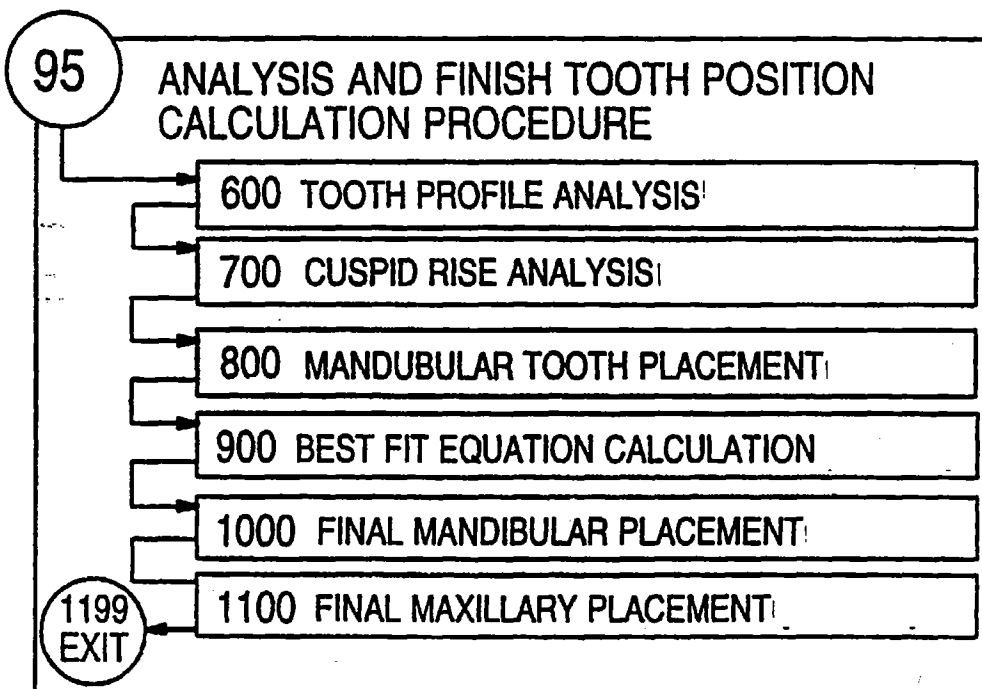 95
ANALYSIS AND FINISH TOOTH POSITION
CALCULATION PROCEDURE
600 TOOTH PROFILE ANALYSIS
700 CUSPID RISE ANALYSIS
800 MANDUBULAR TOOTH PLACEMENT
900 BEST FIT EQUATION CALCULATION
1000 FINAL MANDIBULAR PLACEMENT
1100 FINAL MAXILLARY PLACEMENT
1199
EXIT